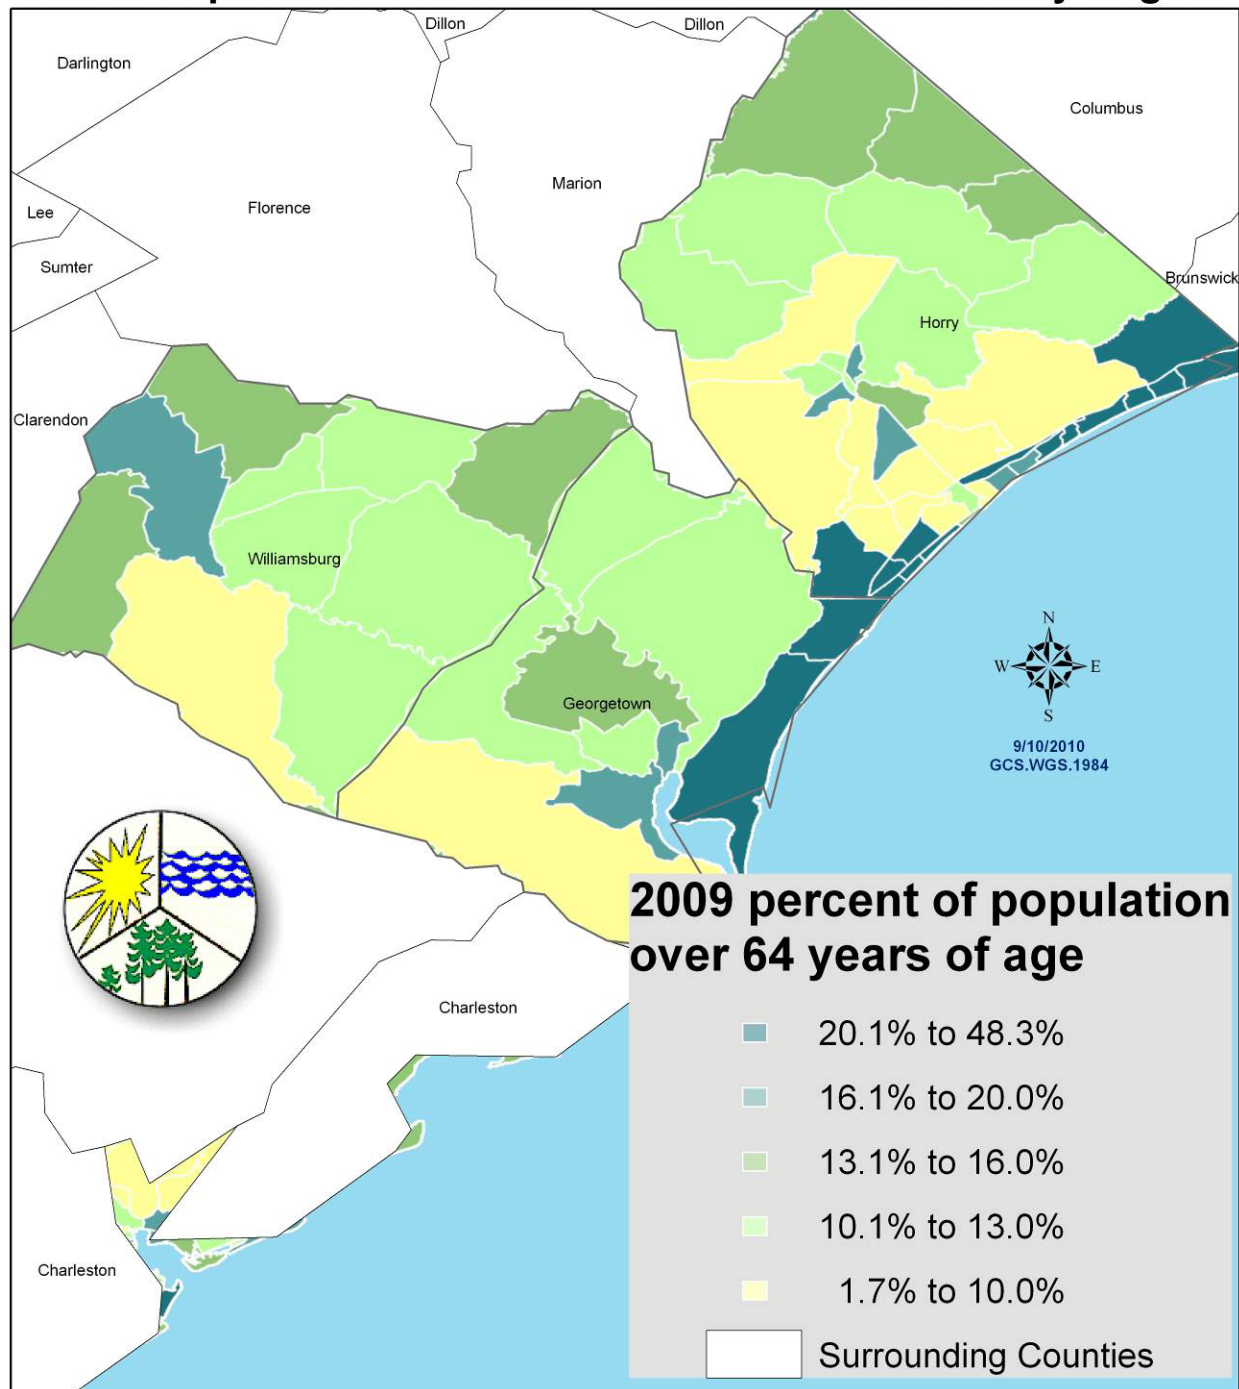 Dillon
Dillon
Darlington
Columbus
Marion
Lee
Florence
Sumter
Brunswick
Horry
Clarendon
Williamsburg
N
W
E
S
Georgetown
9/10/2010
GCS.WGS.1984
2009 percent of population
over 64 years of age
Charleston
20.1% to 48.3%
16.1% to 20.0%
13.1% to 16.0%
10.1% to 13.0%
Charleston
1.7% to 10.0%
Surrounding Counties